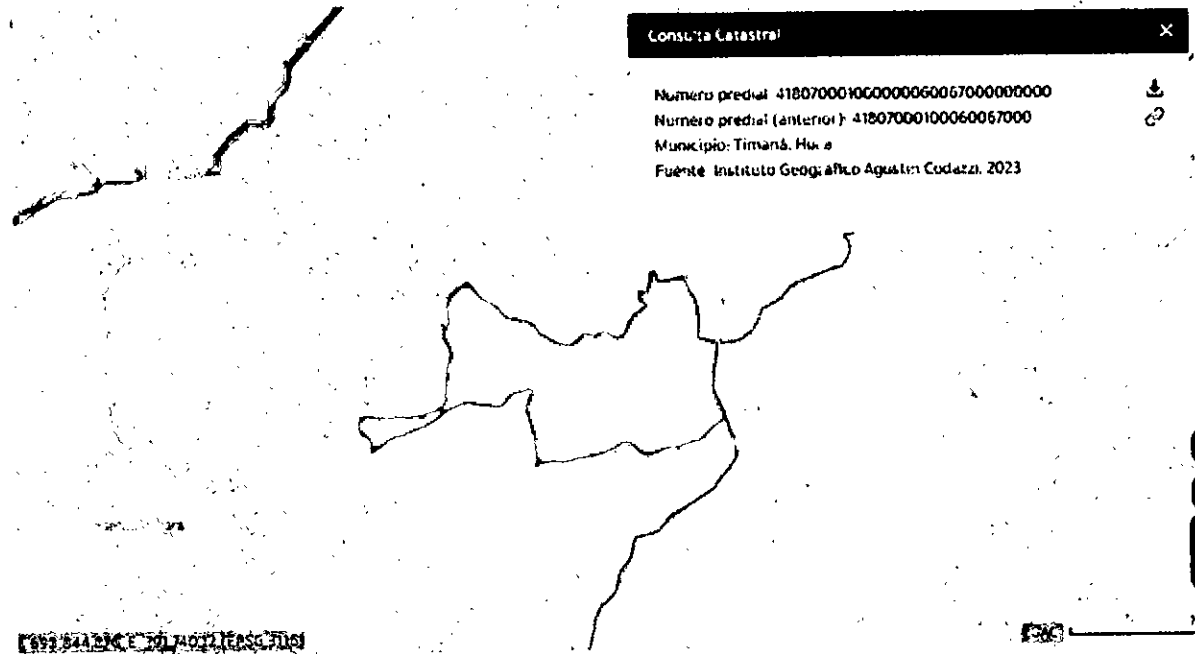 Consulta Catastral
Numero predial: 418070001000000060067000000000
Numero predial (anterior): 41807000100060067000
Municipio: Timaná, Huila
Fuente: Instituto Geográfico Agustín Codazzi, 2023